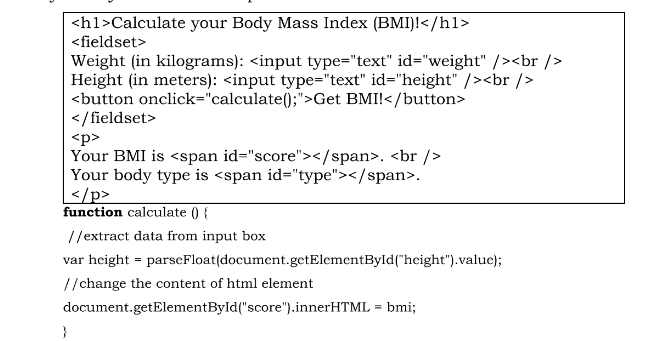 <h1>Calculate your Body Mass Index (BMI)!</h1>
<fieldset>
Weight (in kilograms): <input type="text" id="weight" /><br />
Height (in meters): <input type="text" id="height" /><br />
<button onclick="calculate();">Get BMI!</button>
</fieldset>
<p>
Your BMI is <span id="score"></span>. <br />
Your body type is <span id="type"></span>.
</p>
function calculate () {
//extract data from input box
var height = parseFloat(document.getElementById("height").value);
//change the content of html element
document.getElementById("score").innerHTML = bmi;
}